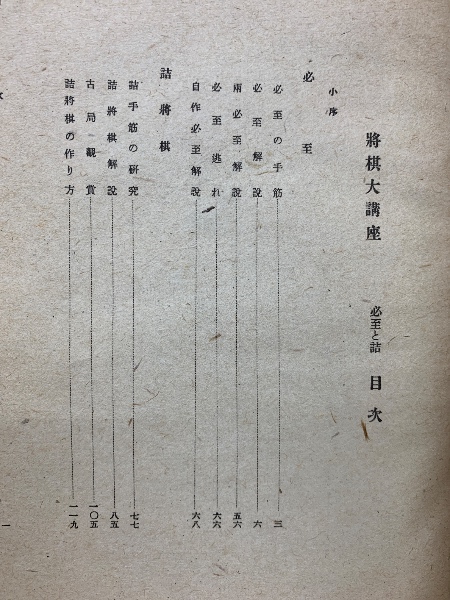 將棋大講座 必至と詰 目次
小序
必至
必至の手筋 三
必至解說 六
兩必至解說 五六
必至逃れ 六六
自作必至解說 六八
詰將棋
詰手筋の硏究 七七
詰將棋解說 八五
古局觀賞 一〇五
詰將棋の作り方 一一九
一